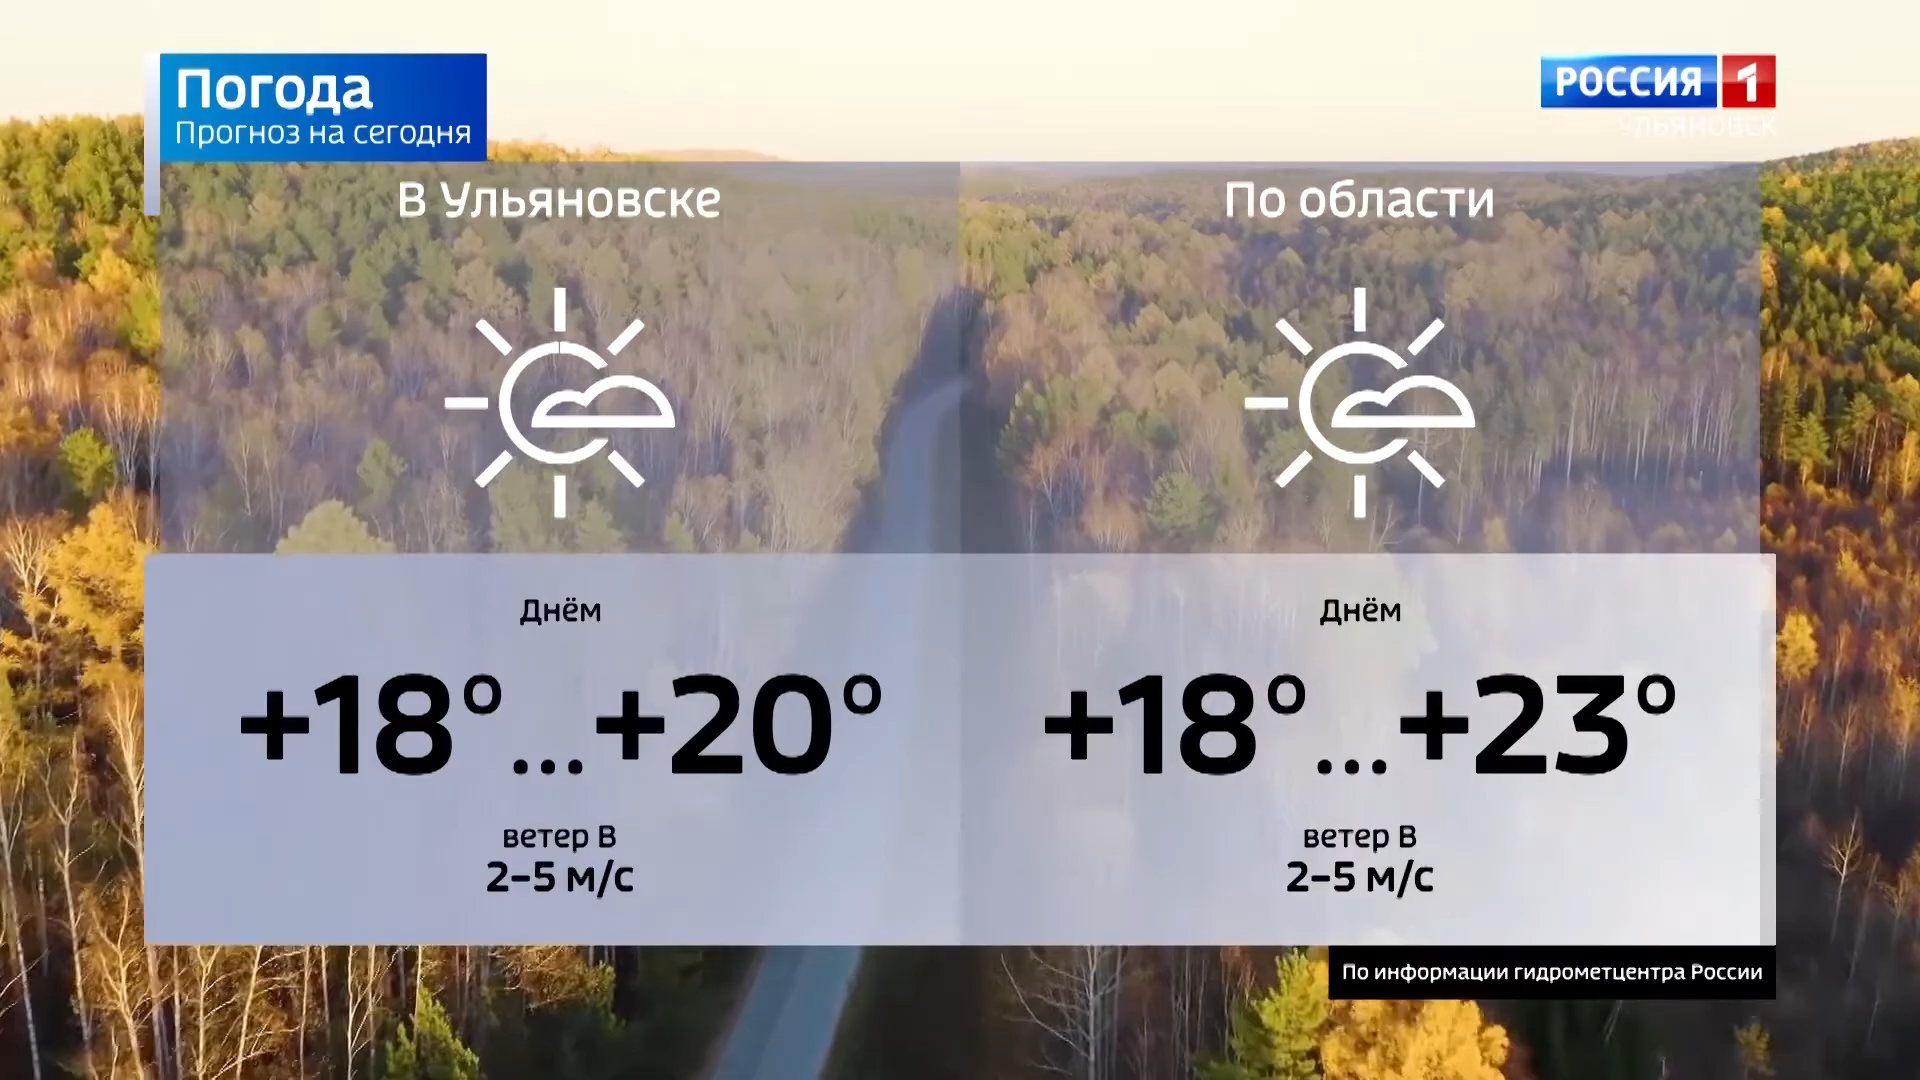 Погода
Прогноз на сегодня
РОССИЯ 1
УЛЬЯНОВСК
В Ульяновске
По области
Днём
+18° ... +20°
ветер В
2–5 м/с
Днём
+18° ... +23°
ветер В
2–5 м/с
По информации гидрометцентра России